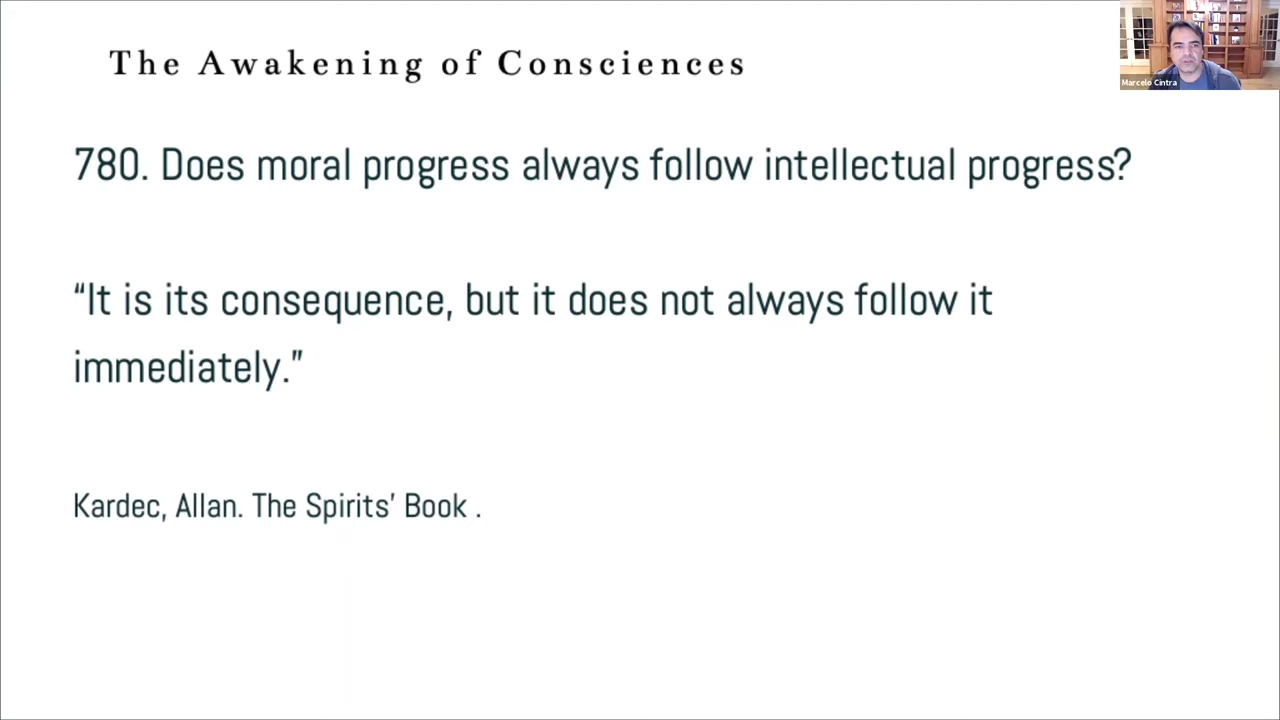 The Awakening of Consciences
Marcelo Cintra
780. Does moral progress always follow intellectual progress?
“It is its consequence, but it does not always follow it
immediately.”
Kardec, Allan. The Spirits’ Book .